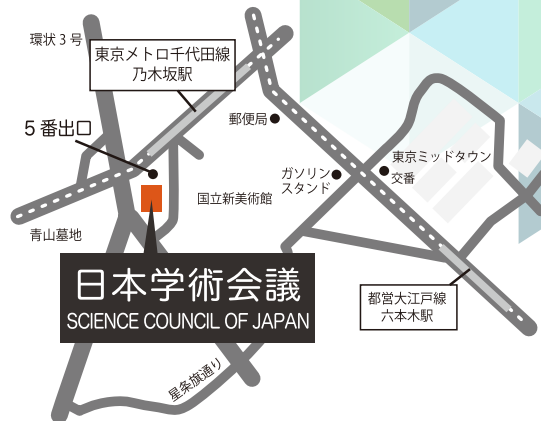 環状3号
東京メトロ千代田線
乃木坂駅
5番出口
郵便局
ガソリン
スタンド
東京ミッドタウン
交番
国立新美術館
青山墓地
日本学術会議
SCIENCE COUNCIL OF JAPAN
都営大江戸線
六本木駅
星条旗通り